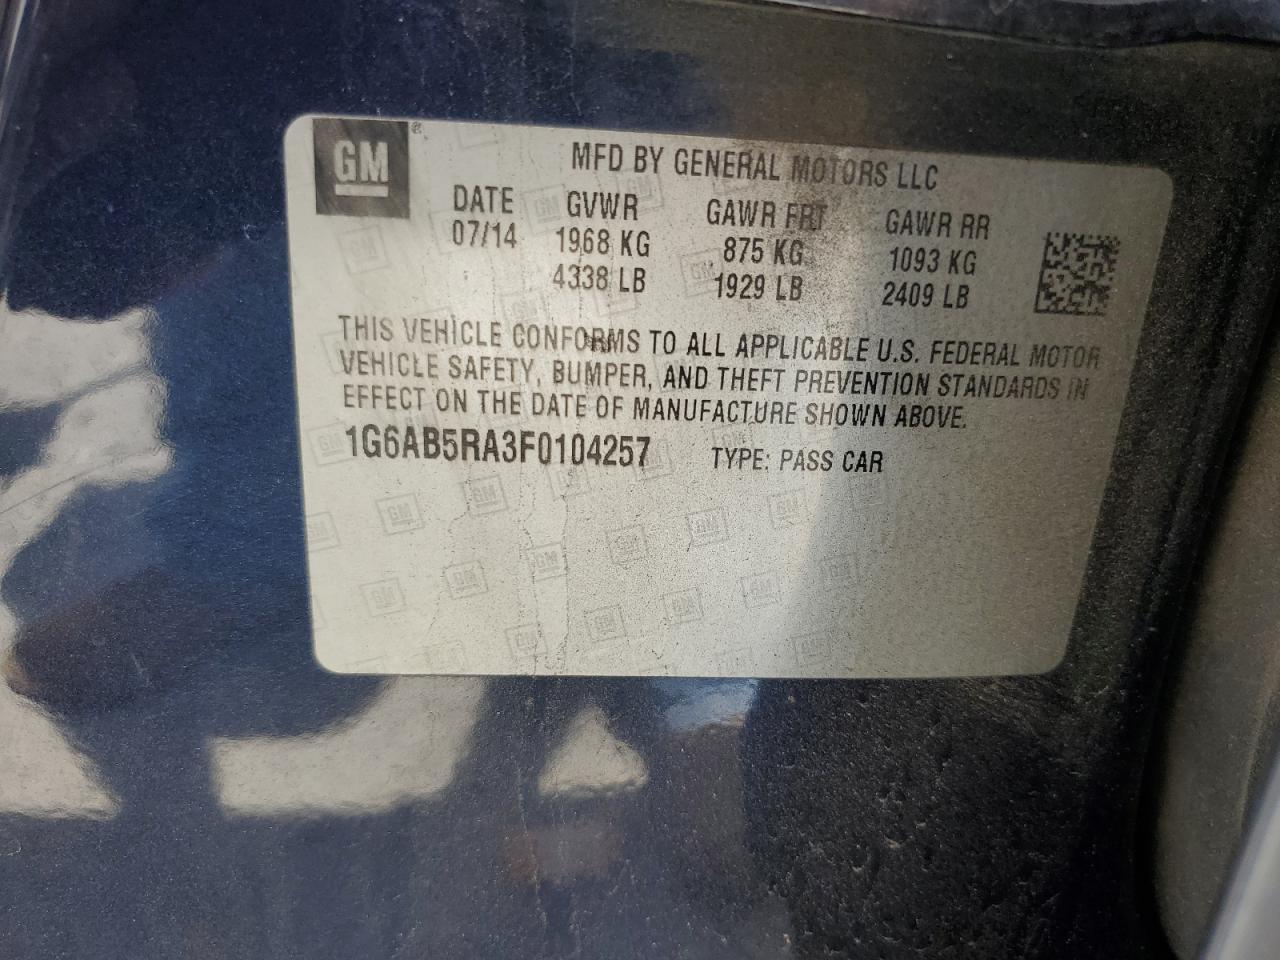 GM®
MFD BY GENERAL MOTORS LLC
DATE GVWR GAWR FRT GAWR RR
07/14 1968 KG 875 KG 1093 KG
4338 LB 1929 LB 2409 LB
THIS VEHICLE CONFORMS TO ALL APPLICABLE U.S. FEDERAL MOTOR
VEHICLE SAFETY, BUMPER, AND THEFT PREVENTION STANDARDS IN
EFFECT ON THE DATE OF MANUFACTURE SHOWN ABOVE.
1G6AB5RA3F0104257 TYPE: PASS CAR